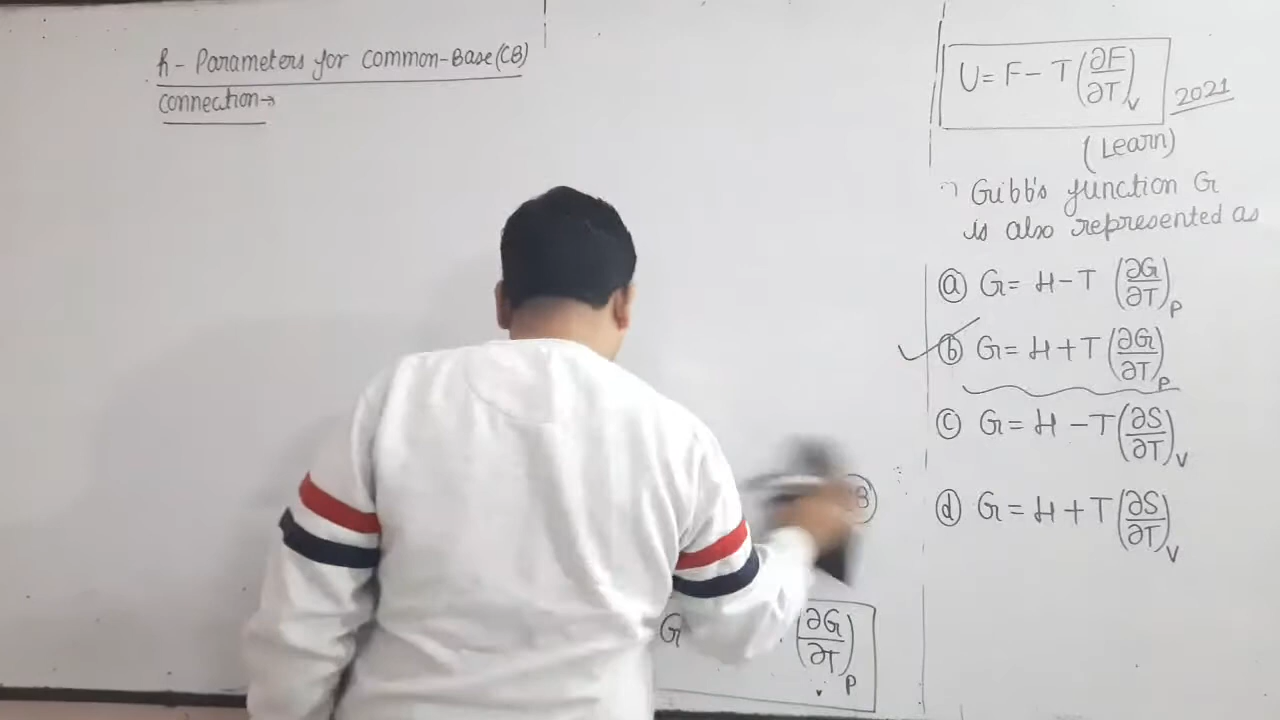 h- Parameters for Common-Base(CB)
Connection→
U= F- T(∂F/∂T)V
2021
(Learn)
Gibb's function G
is also represented as
(a) G= H-T (∂G/∂T)P
(b) G= H+T(∂G/∂T)P
(c) G= H -T(∂S/∂T)V
(d) G= H+T(∂S/∂T)V
B
G (∂G/∂T)P